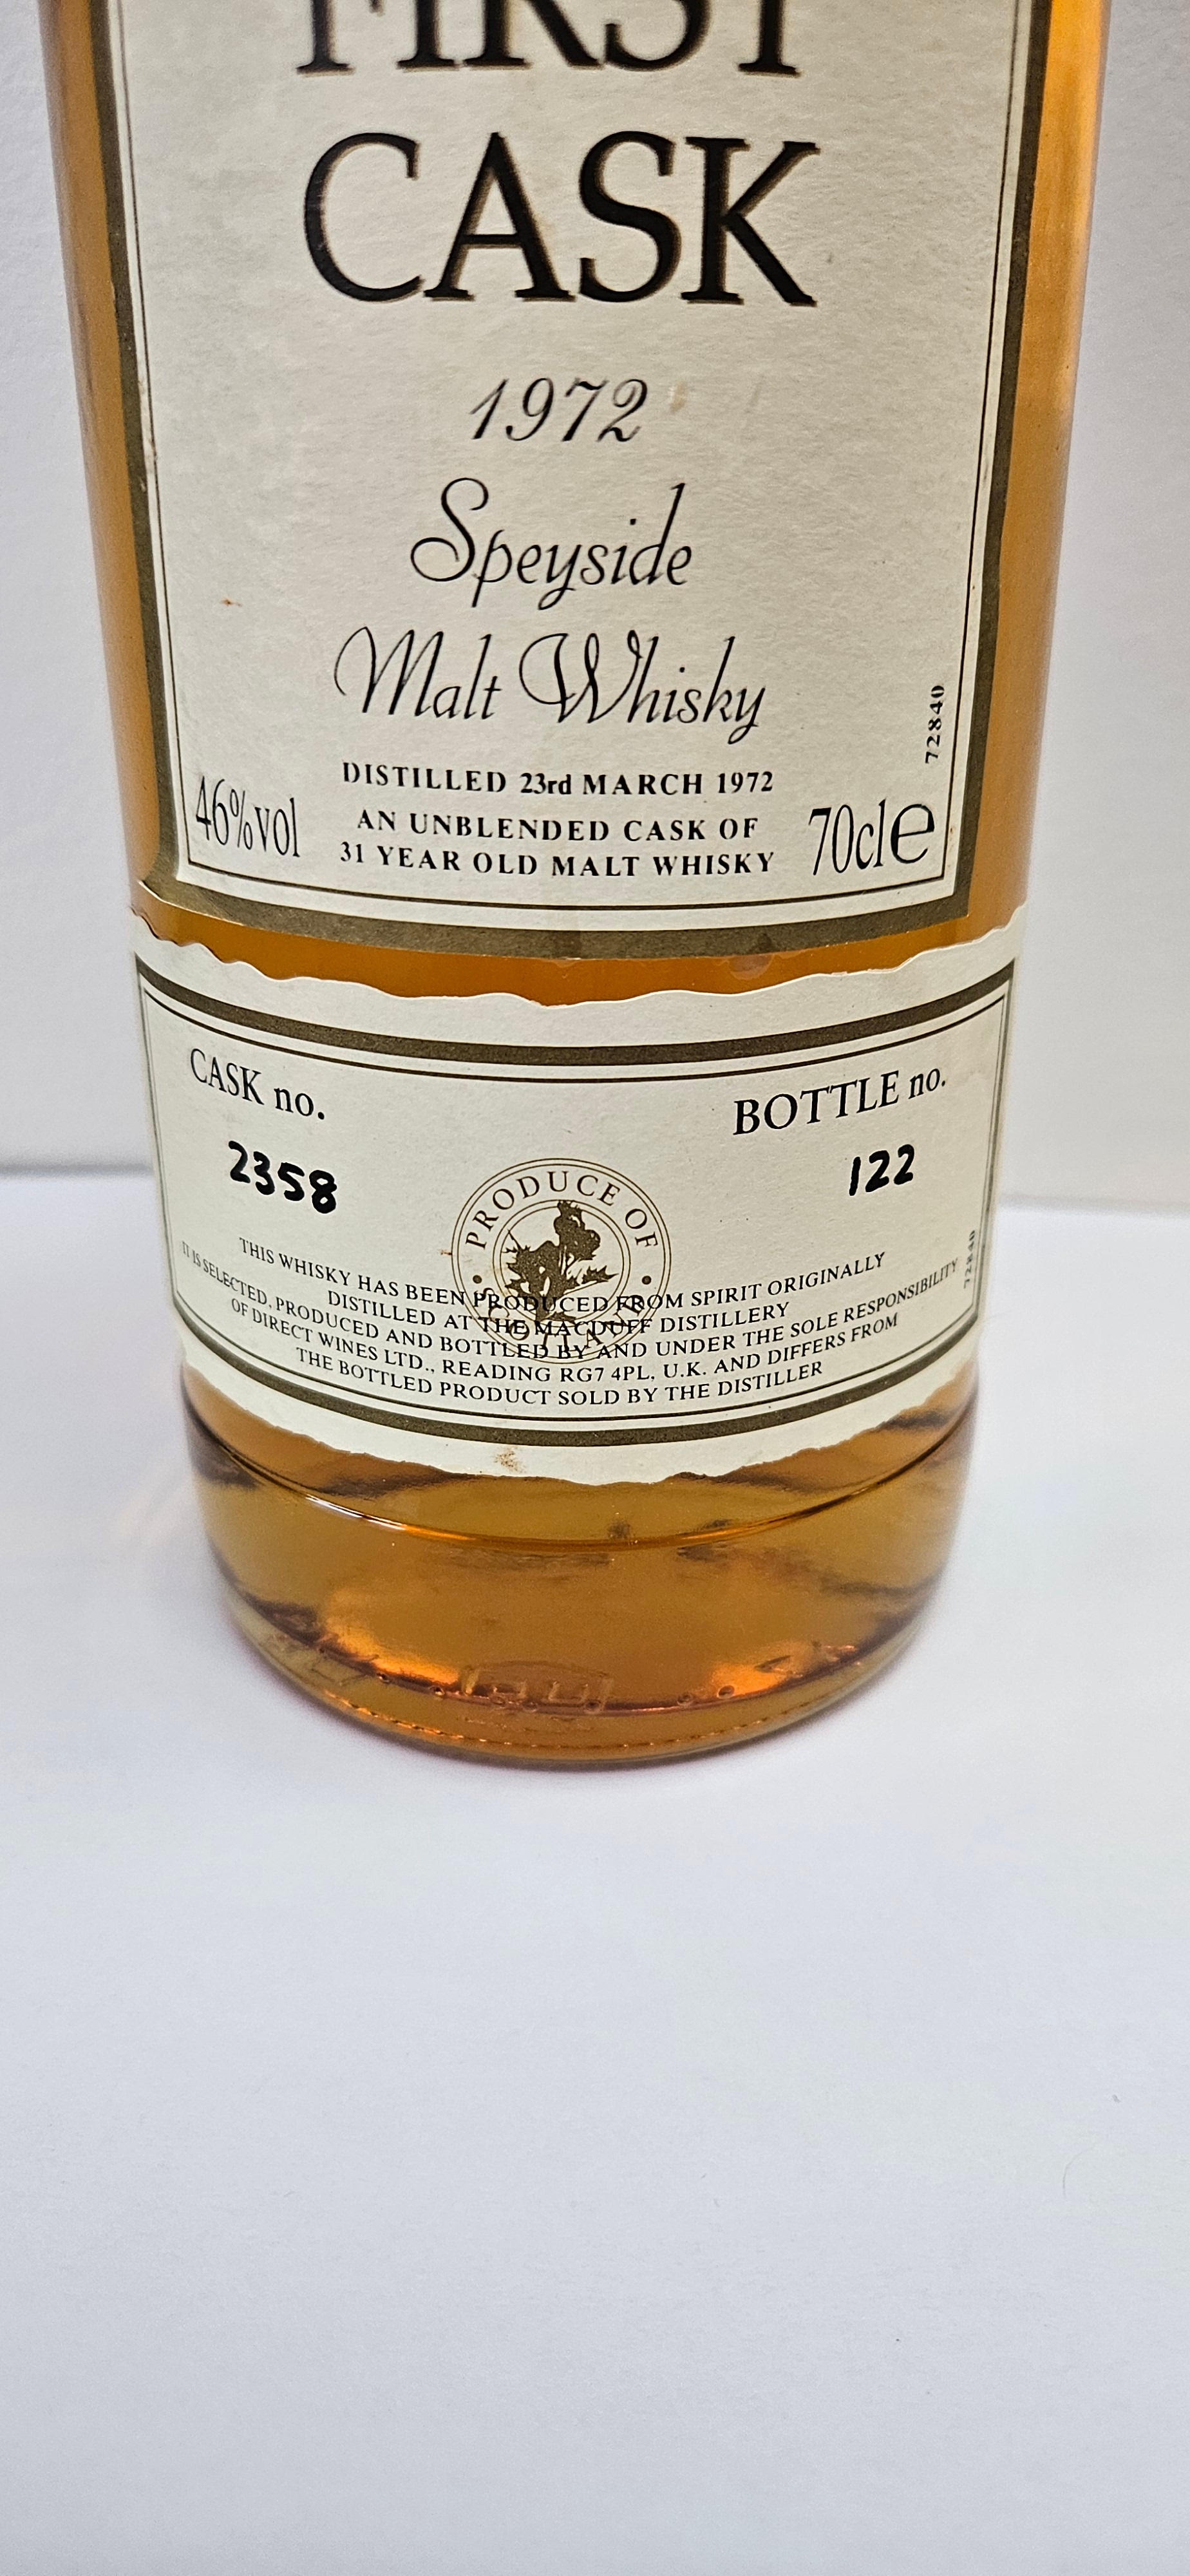 FIRST
CASK
1972
Speyside
Malt Whisky
72840
DISTILLED 23rd MARCH 1972
AN UNBLENDED CASK OF
31 YEAR OLD MALT WHISKY
46%vol
70cl e
CASK no.
2358
BOTTLE no.
122
PRODUCE OF
SCOTLAND
THIS WHISKY HAS BEEN PRODUCED FROM SPIRIT ORIGINALLY
DISTILLED AT THE MACDUFF DISTILLERY
IT IS SELECTED, PRODUCED AND BOTTLED BY AND UNDER THE SOLE RESPONSIBILITY
OF DIRECT WINES LTD., READING RG7 4PL, U.K. AND DIFFERS FROM
THE BOTTLED PRODUCT SOLD BY THE DISTILLER
72840